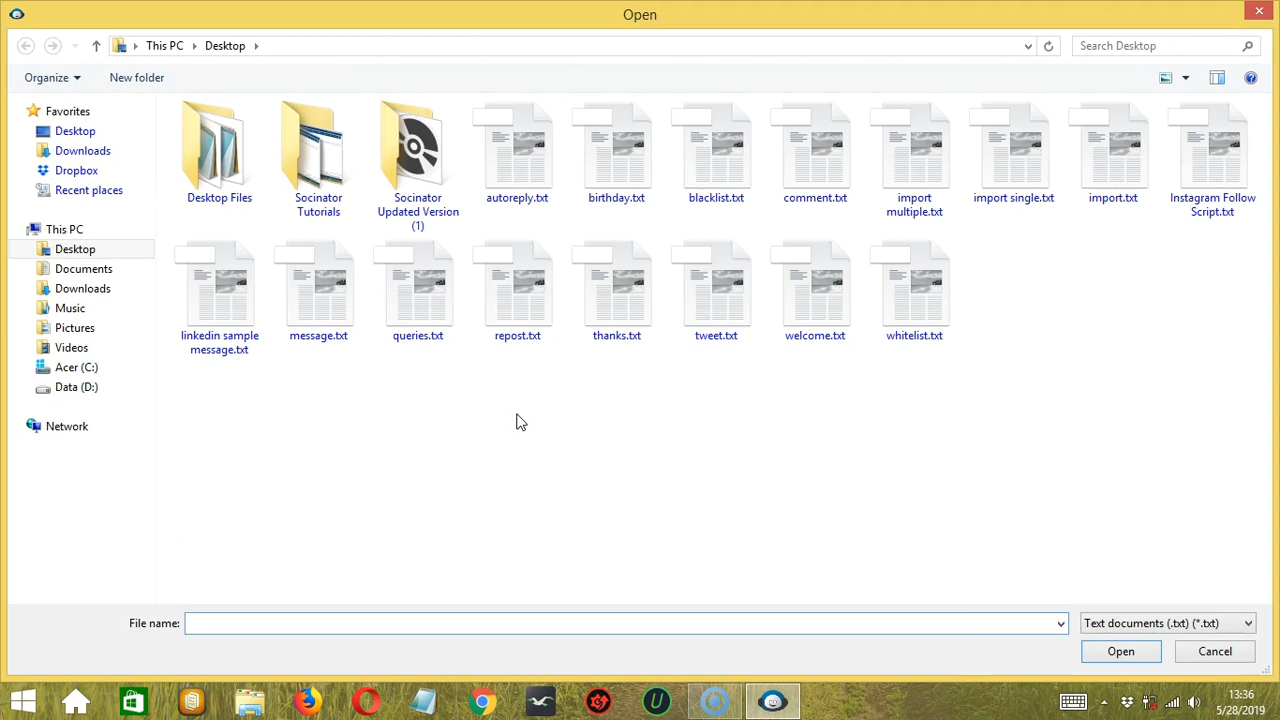 Open
This PC
Desktop
Search Desktop
Organize
New folder
Favorites
Desktop
Downloads
Dropbox
Recent places
This PC
Desktop
Documents
Downloads
Music
Pictures
Videos
Acer (C:)
Data (D:)
Network
Desktop Files
Socinator
Tutorials
Socinator
Updated Version
(1)
autoreply.txt
birthday.txt
blacklist.txt
comment.txt
import
multiple.txt
import single.txt
import.txt
Instagram Follow
Script.txt
linkedin sample
message.txt
message.txt
queries.txt
repost.txt
thanks.txt
tweet.txt
welcome.txt
whitelist.txt
File name:
Text documents (.txt) (*.txt)
Open
Cancel
13:36
5/28/2019